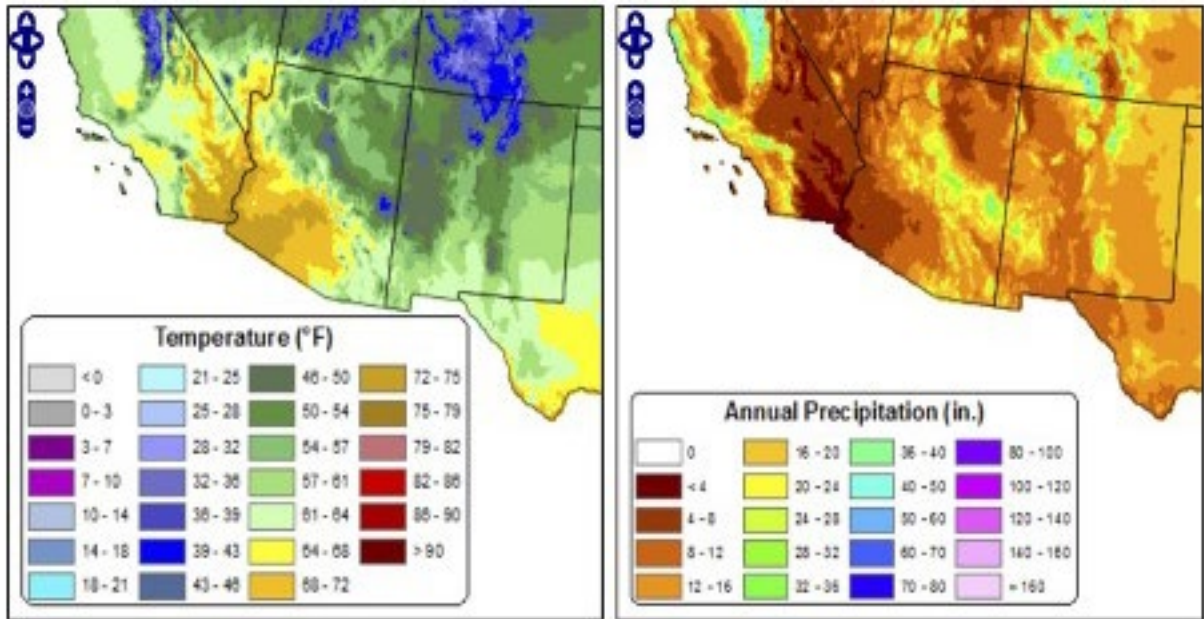 Temperature (°F)
< 0 21 - 25 46 - 50 72 - 75
0 - 3 25 - 28 50 - 54 75 - 79
3 - 7 28 - 32 54 - 57 79 - 82
7 - 10 32 - 36 57 - 61 82 - 86
10 - 14 36 - 39 61 - 64 86 - 90
14 - 18 39 - 43 64 - 68 > 90
18 - 21 43 - 46 68 - 72
Annual Precipitation (in.)
0 16 - 20 36 - 40 80 - 100
< 4 20 - 24 40 - 50 100 - 120
4 - 8 24 - 28 50 - 60 120 - 140
8 - 12 28 - 32 60 - 70 140 - 160
12 - 16 32 - 36 70 - 80 160